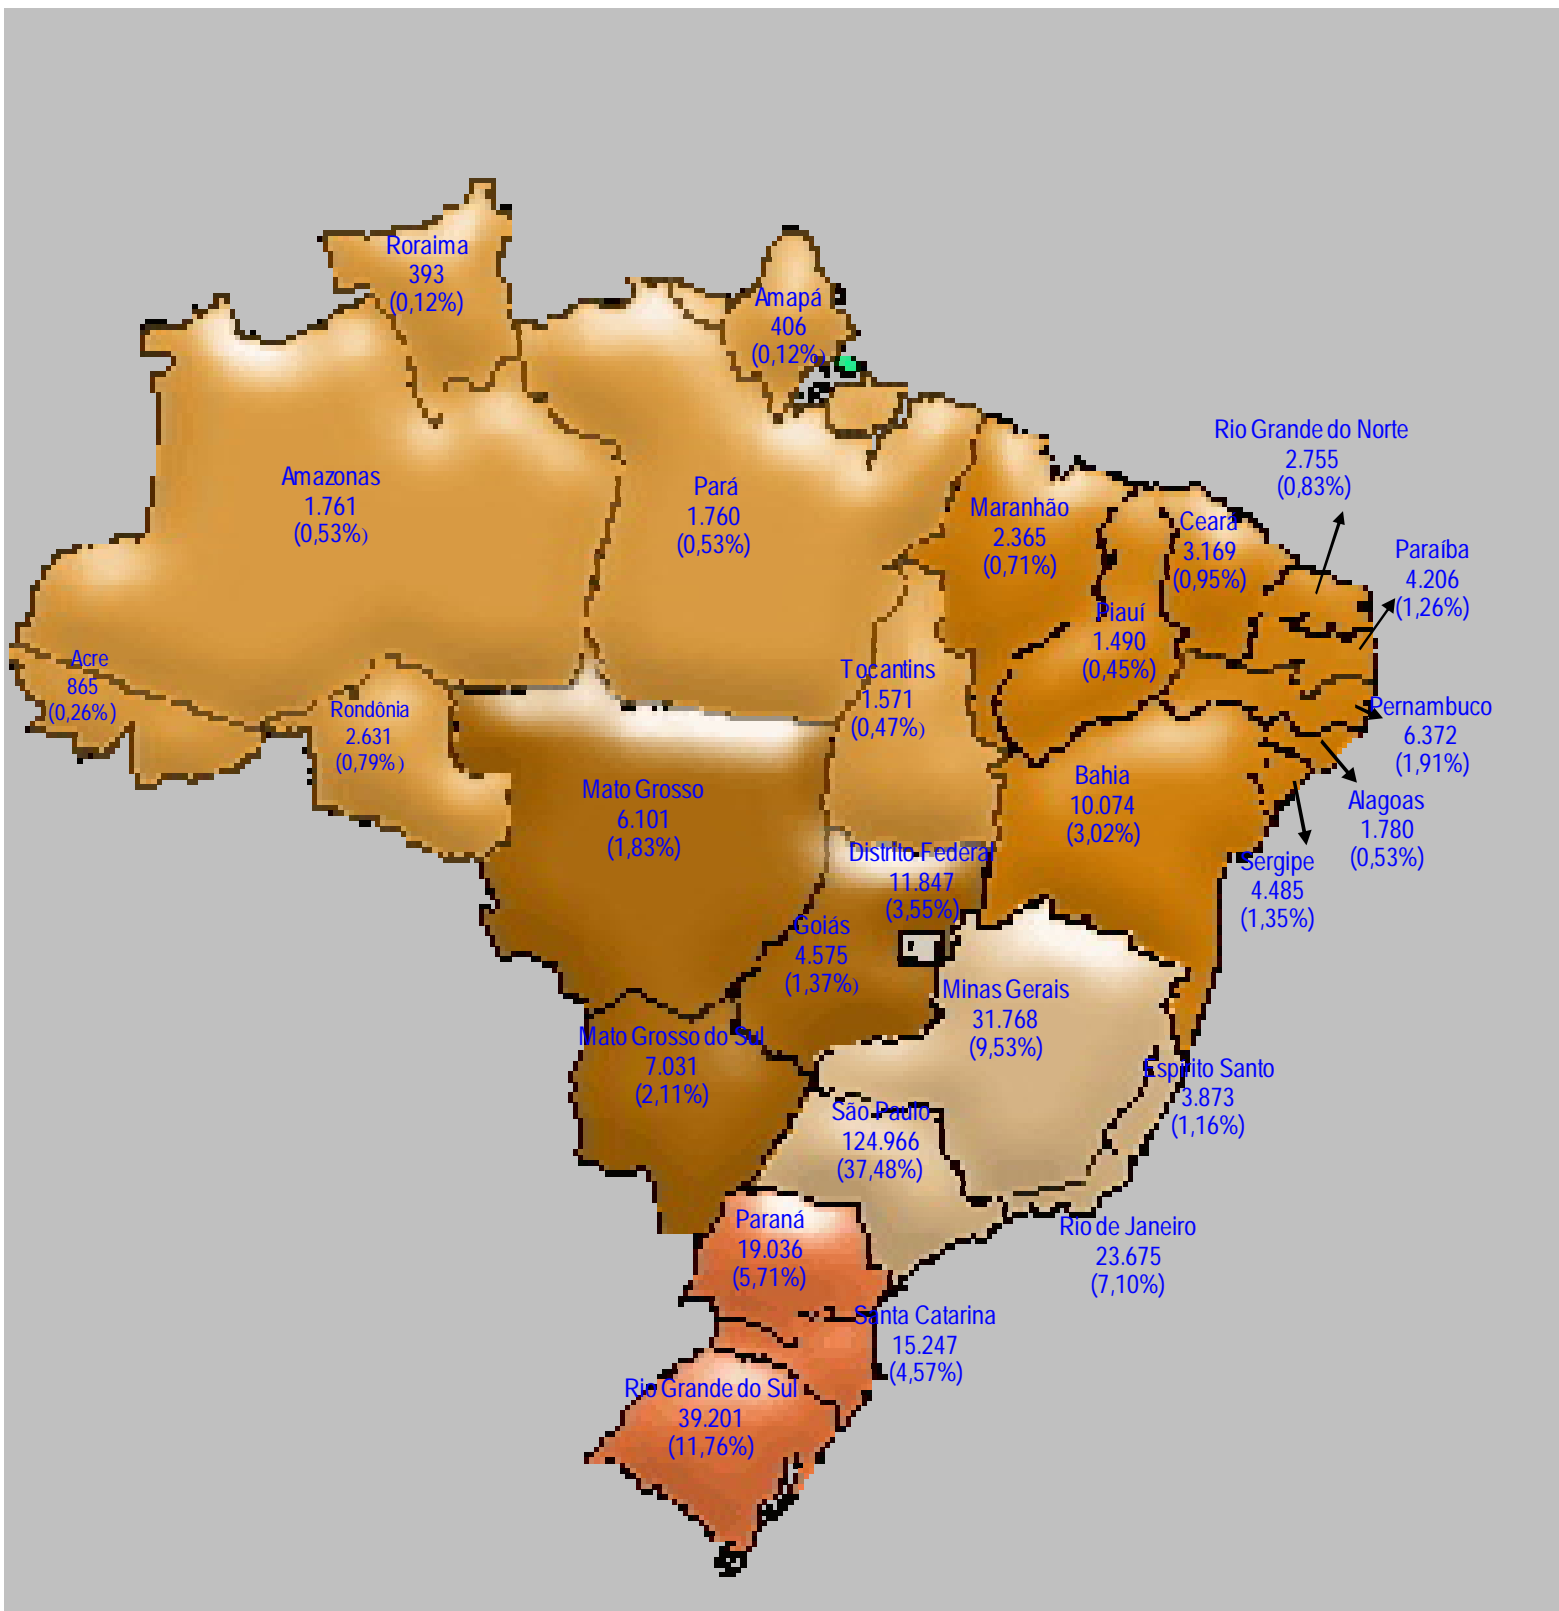 Roraima
393
(0,12%)
Amapá
406
(0,12%)
Rio Grande do Norte
2.755
(0,83%)
Amazonas
1.761
(0,53%)
Pará
1.760
(0,53%)
Maranhão
2.365
(0,71%)
Ceará
3.169
(0,95%)
Paraíba
4.206
(1,26%)
Piauí
1.490
(0,45%)
Acre
865
(0,26%)
Rondônia
2.631
(0,79%)
Tocantins
1.571
(0,47%)
Pernambuco
6.372
(1,91%)
Mato Grosso
6.101
(1,83%)
Bahia
10.074
(3,02%)
Alagoas
1.780
(0,53%)
Distrito Federal
11.847
(3,55%)
Sergipe
4.485
(1,35%)
Goiás
4.575
(1,37%)
Minas Gerais
31.768
(9,53%)
Mato Grosso do Sul
7.031
(2,11%)
Espírito Santo
3.873
(1,16%)
São Paulo
124.966
(37,48%)
Paraná
19.036
(5,71%)
Rio de Janeiro
23.675
(7,10%)
Santa Catarina
15.247
(4,57%)
Rio Grande do Sul
39.201
(11,76%)